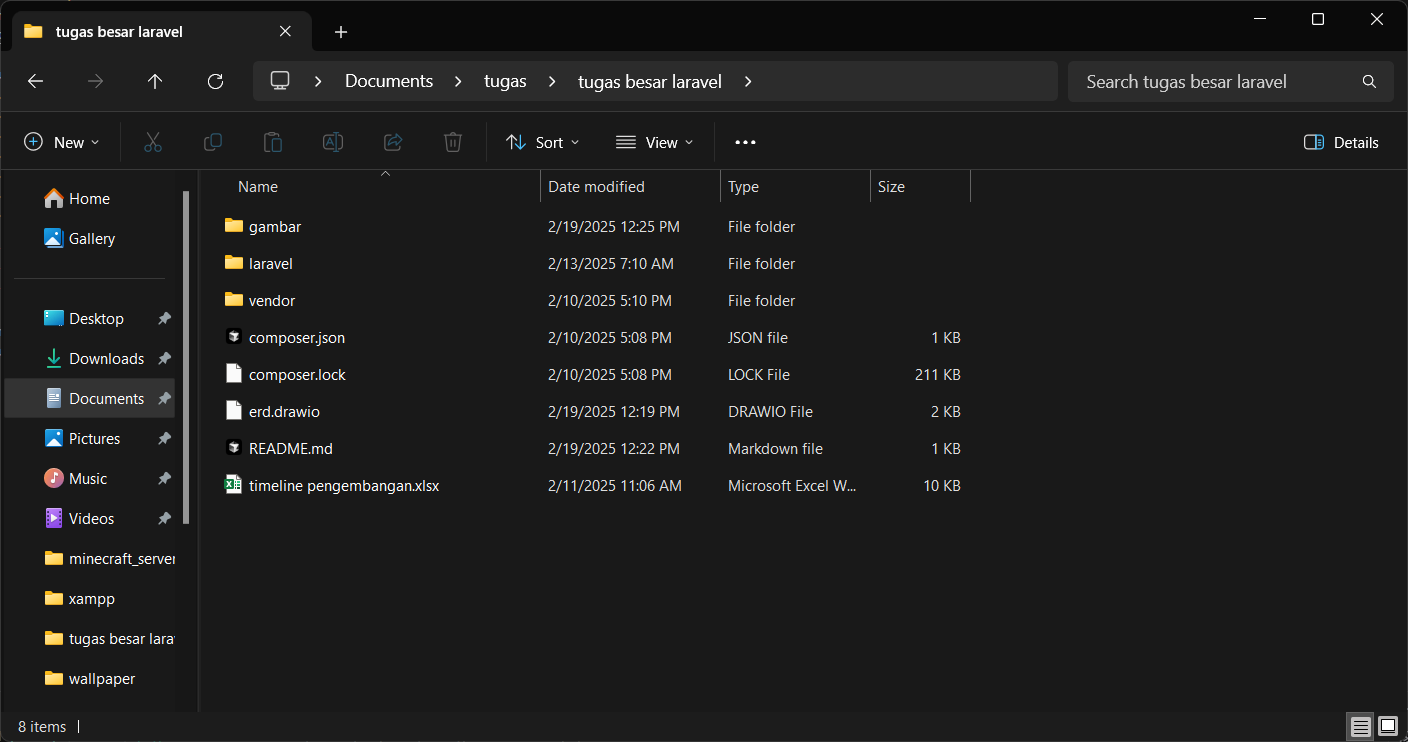 tugas besar laravel
Documents tugas tugas besar laravel
Search tugas besar laravel
New Sort View Details
Name Date modified Type Size
Home
Gallery
Desktop
Downloads
Documents
Pictures
Music
Videos
minecraft_server
xampp
tugas besar lara
wallpaper
gambar 2/19/2025 12:25 PM File folder
laravel 2/13/2025 7:10 AM File folder
vendor 2/10/2025 5:10 PM File folder
composer.json 2/10/2025 5:08 PM JSON file 1 KB
composer.lock 2/10/2025 5:08 PM LOCK File 211 KB
erd.drawio 2/19/2025 12:19 PM DRAWIO File 2 KB
README.md 2/19/2025 12:22 PM Markdown file 1 KB
timeline pengembangan.xlsx 2/11/2025 11:06 AM Microsoft Excel W... 10 KB
8 items